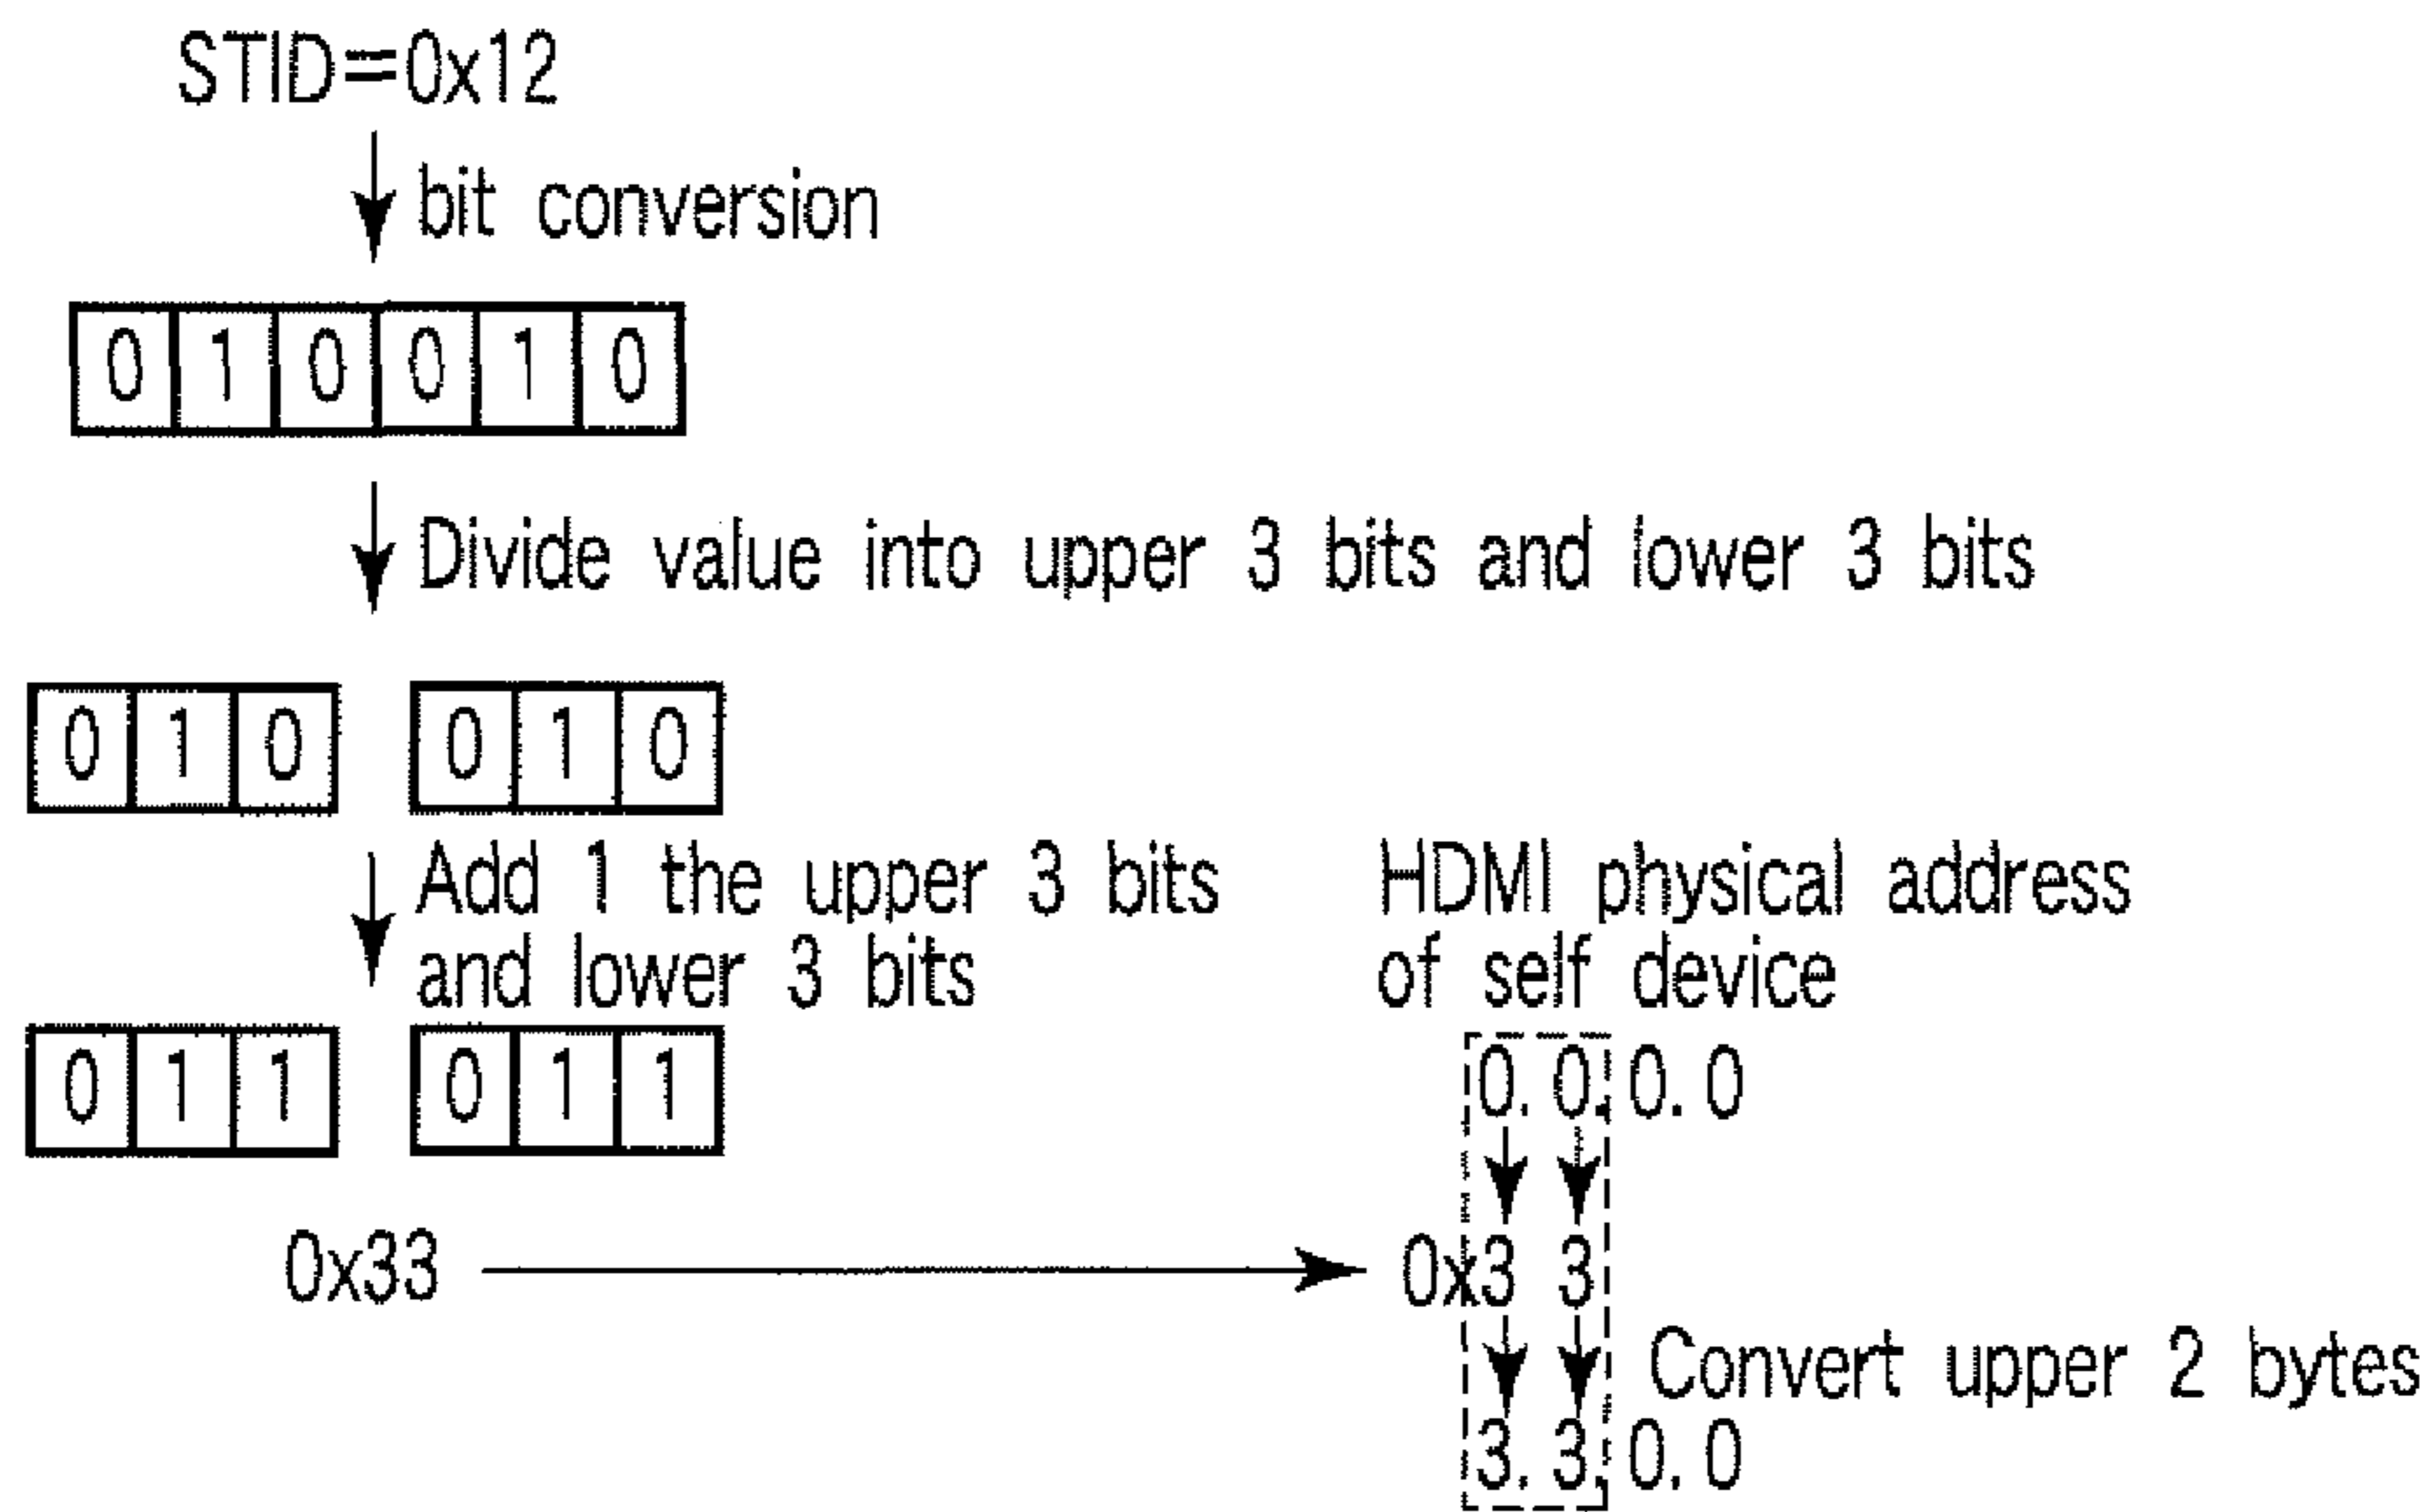 STID=0x12
bit conversion
0 1 0 0 1 0
Divide value into upper 3 bits and lower 3 bits
0 1 0 0 1 0
Add 1 the upper 3 bits
and lower 3 bits
HDMI physical address
of self device
0 1 1 0 1 1
0. 0. 0. 0
0x33
0x3 3
Convert upper 2 bytes
3. 3. 0. 0